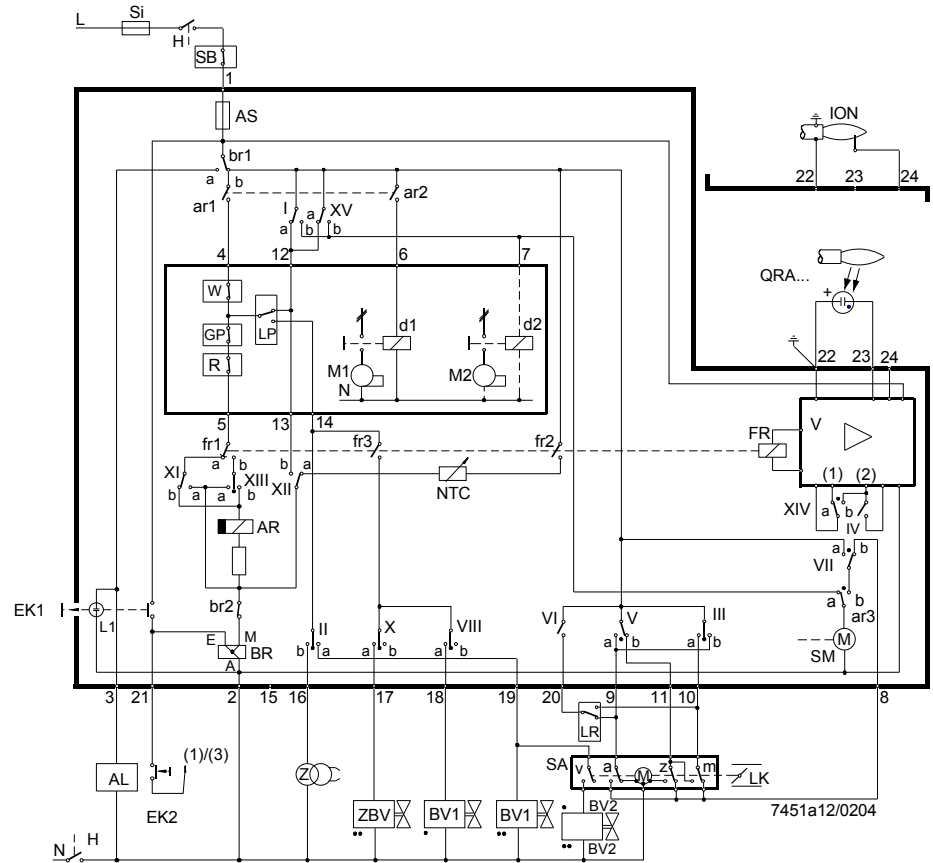 L Si
H
SB
1
AS ION
br1
a b 22 23 24
ar1 I a XV ar2
a b b
4 12 6 7 QRA...
W +
LP d1 d2
GP
M1 M2 22 23 24
R N
5 13 14 V
fr1 fr3 fr2 FR
a b b a
XI XIII XII NTC (1) (2)
b a a b XIV a b
IV
AR a b
VII
EK1 L1 br2 VI V III a b
ar3
E M II X VIII M
BR b a a b a b a b a b SM
A
3 21 2 15 16 17 18 19 20 9 11 10 8
LR
(1)/(3) SA v a M z m
AL Z LK
EK2 BV2 7451a12/0204
ZBV BV1 BV1
BV2
N H